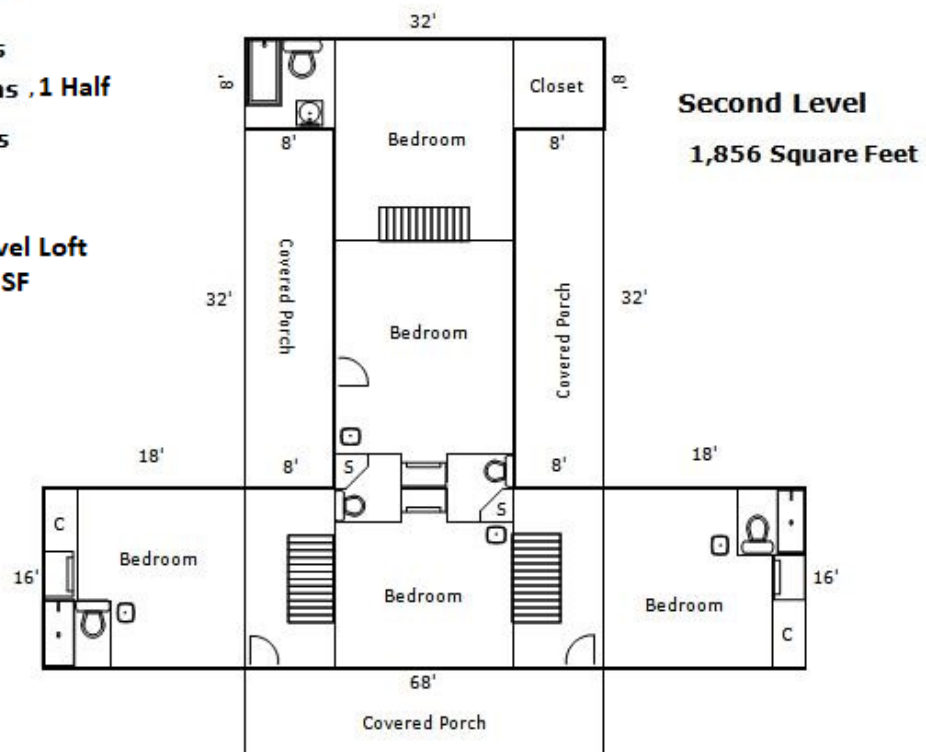 32'
s
ns , 1 Half
s
vel Loft
SF
8'
Closet
8'
Second Level
1,856 Square Feet
Bedroom
8'
8'
Covered Porch
Covered Porch
32'
32'
Bedroom
18'
8'
S
8'
18'
C
S
Bedroom
16'
Bedroom
Bedroom
16'
C
68'
Covered Porch